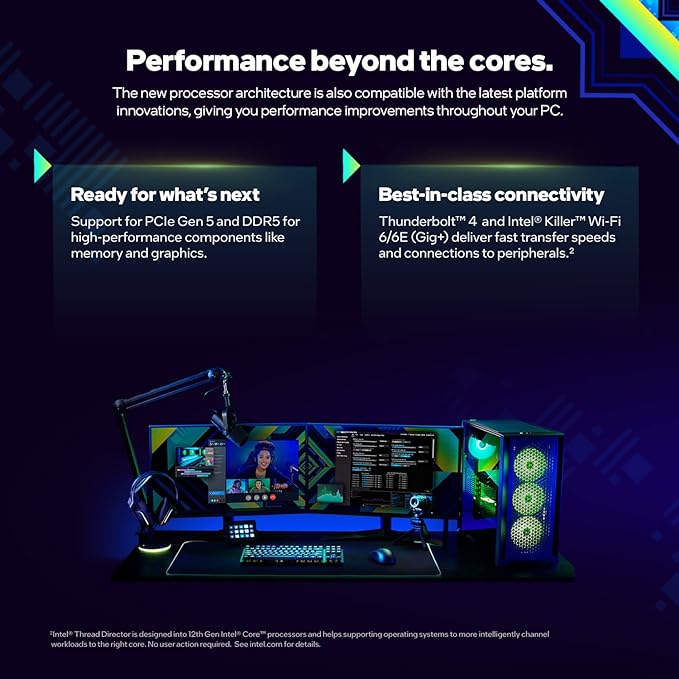 Performance beyond the cores.
The new processor architecture is also compatible with the latest platform
innovations, giving you performance improvements throughout your PC.
Ready for what's next
Support for PCIe Gen 5 and DDR5 for
high-performance components like
memory and graphics.
Best-in-class connectivity
Thunderbolt™ 4 and Intel® Killer™ Wi-Fi
6/6E (Gig+) deliver fast transfer speeds
and connections to peripherals.²
²Intel® Thread Director is designed into 12th Gen Intel® Core™ processors and helps supporting operating systems to more intelligently channel
workloads to the right core. No user action required. See intel.com for details.